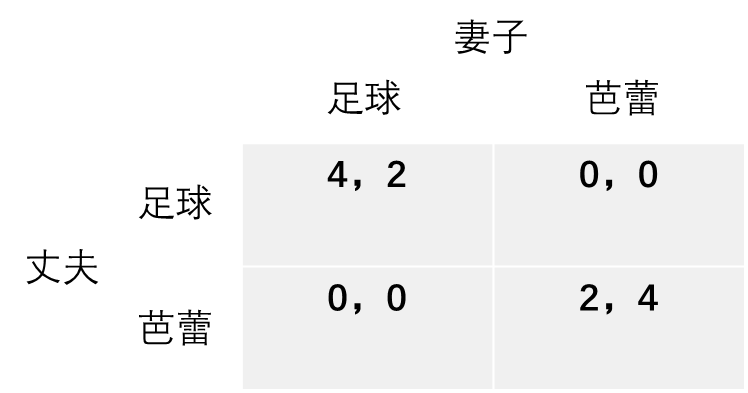 妻子
足球 芭蕾
足球 4，2 0，0
丈夫
芭蕾 0，0 2，4